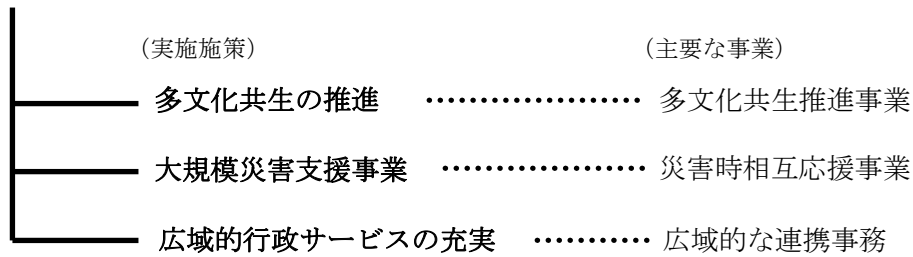 （実施施策） （主要な事業）
多文化共生の推進 ………………… 多文化共生推進事業
大規模災害支援事業 ………………… 災害時相互応援事業
広域的行政サービスの充実 ………… 広域的な連携事務